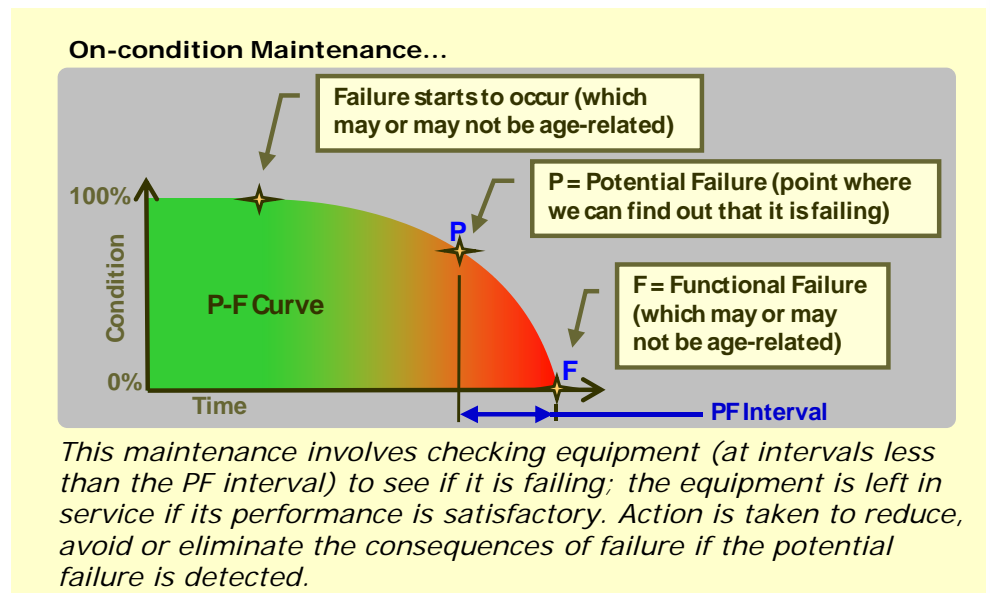 On-condition Maintenance...
Failure starts to occur (which
may or may not be age-related)
P = Potential Failure (point where
we can find out that it is failing)
100%
P
F = Functional Failure
(which may or may
not be age-related)
Condition
P-F Curve
F
0%
Time
PF Interval
This maintenance involves checking equipment (at intervals less
than the PF interval) to see if it is failing; the equipment is left in
service if its performance is satisfactory. Action is taken to reduce,
avoid or eliminate the consequences of failure if the potential
failure is detected.